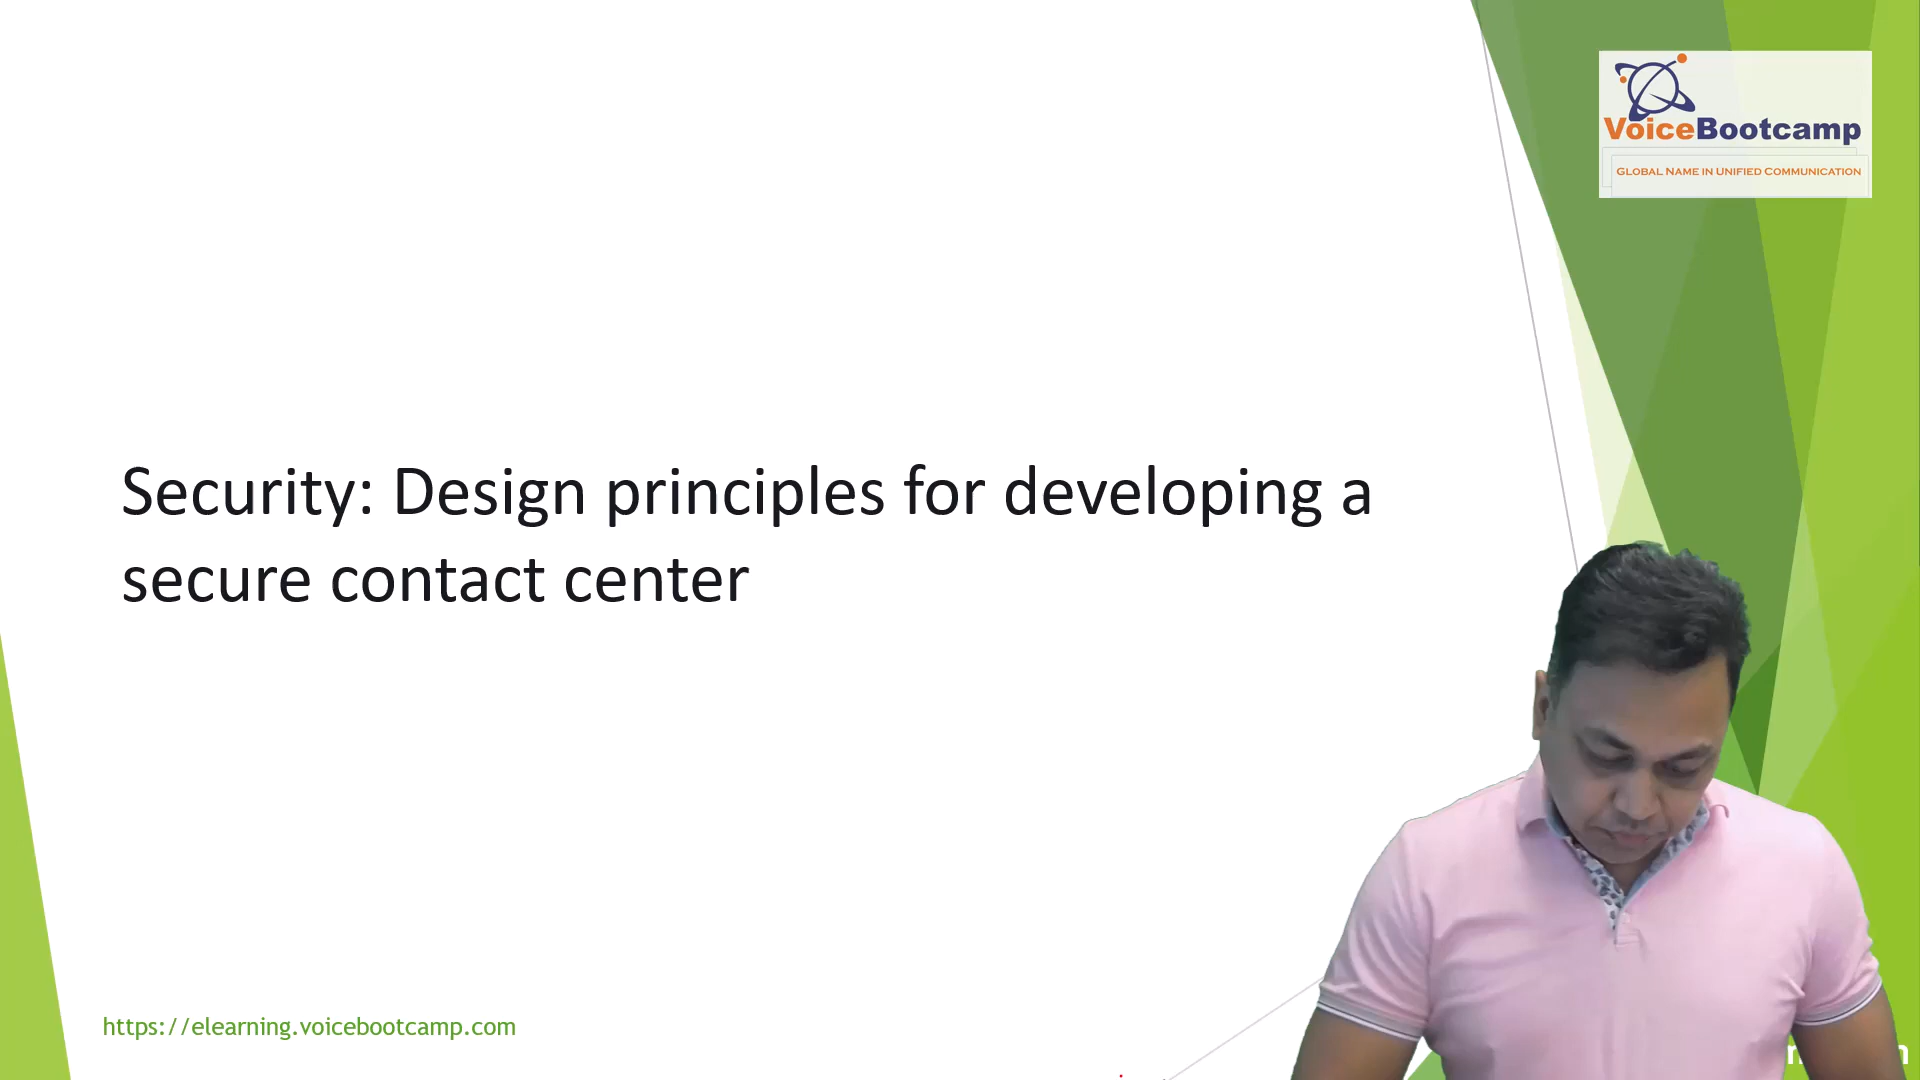 VoiceBootcamp
GLOBAL NAME IN UNIFIED COMMUNICATION
Security: Design principles for developing a
secure contact center
https://elearning.voicebootcamp.com